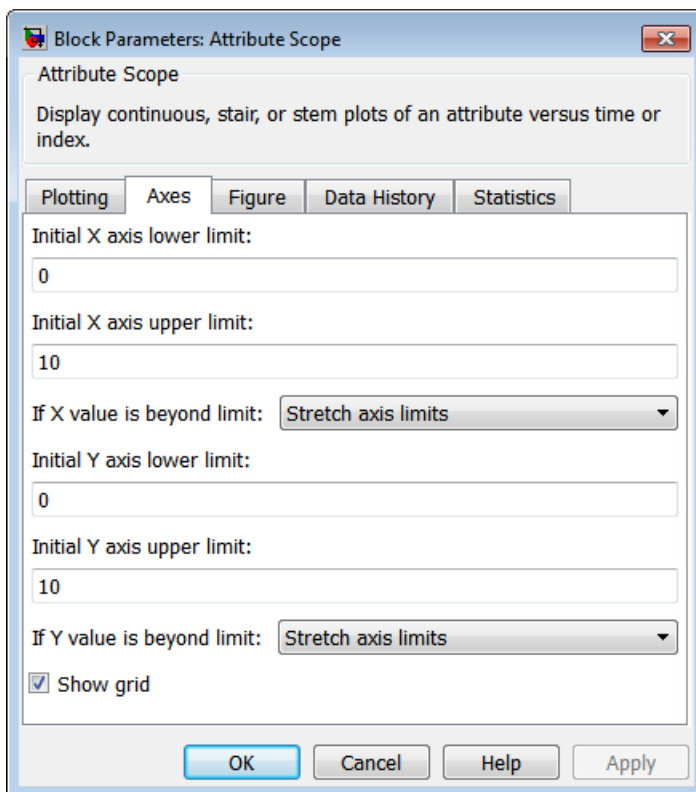 Block Parameters: Attribute Scope
Attribute Scope
Display continuous, stair, or stem plots of an attribute versus time or
index.
Plotting Axes Figure Data History Statistics
Initial X axis lower limit:
0
Initial X axis upper limit:
10
If X value is beyond limit: Stretch axis limits
Initial Y axis lower limit:
0
Initial Y axis upper limit:
10
If Y value is beyond limit: Stretch axis limits
Show grid
OK Cancel Help Apply